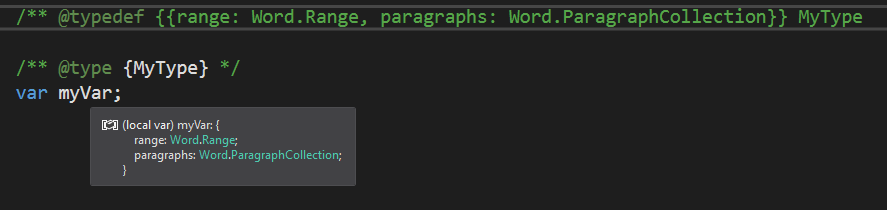 /** @typedef {{range: Word.Range, paragraphs: Word.ParagraphCollection}} MyType
/** @type {MyType} */
var myVar;
(local var) myVar: {
range: Word.Range;
paragraphs: Word.ParagraphCollection;
}